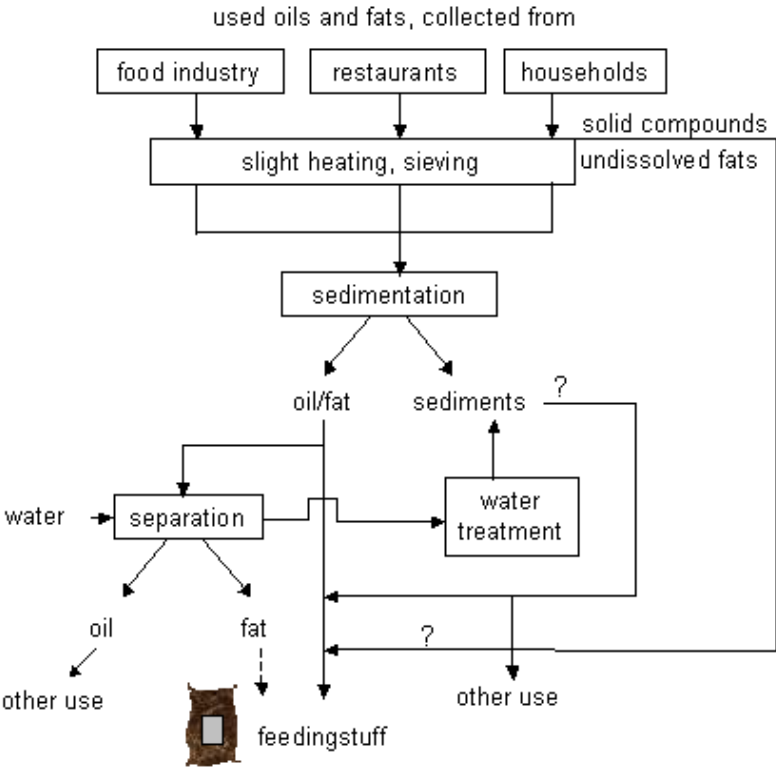 used oils and fats, collected from
food industry
restaurants
households
solid compounds
slight heating, sieving
undissolved fats
sedimentation
oil/fat
sediments
?
water
separation
water
treatment
oil
fat
?
other use
other use
feedingstuff